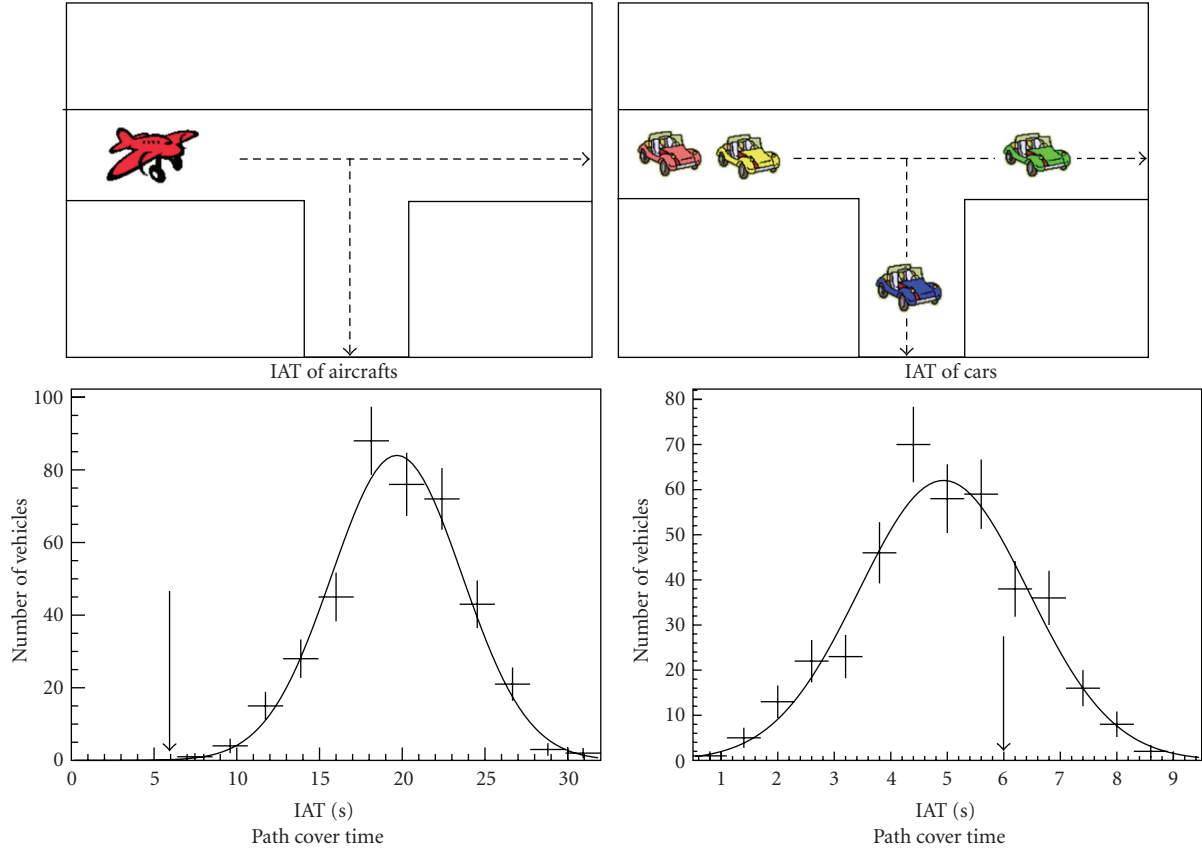 IAT of aircrafts
IAT of cars
100
80
60
40
20
0
Number of vehicles
0 5 10 15 20 25 30
IAT (s)
Path cover time
80
70
60
50
40
30
20
10
0
Number of vehicles
1 2 3 4 5 6 7 8 9
IAT (s)
Path cover time